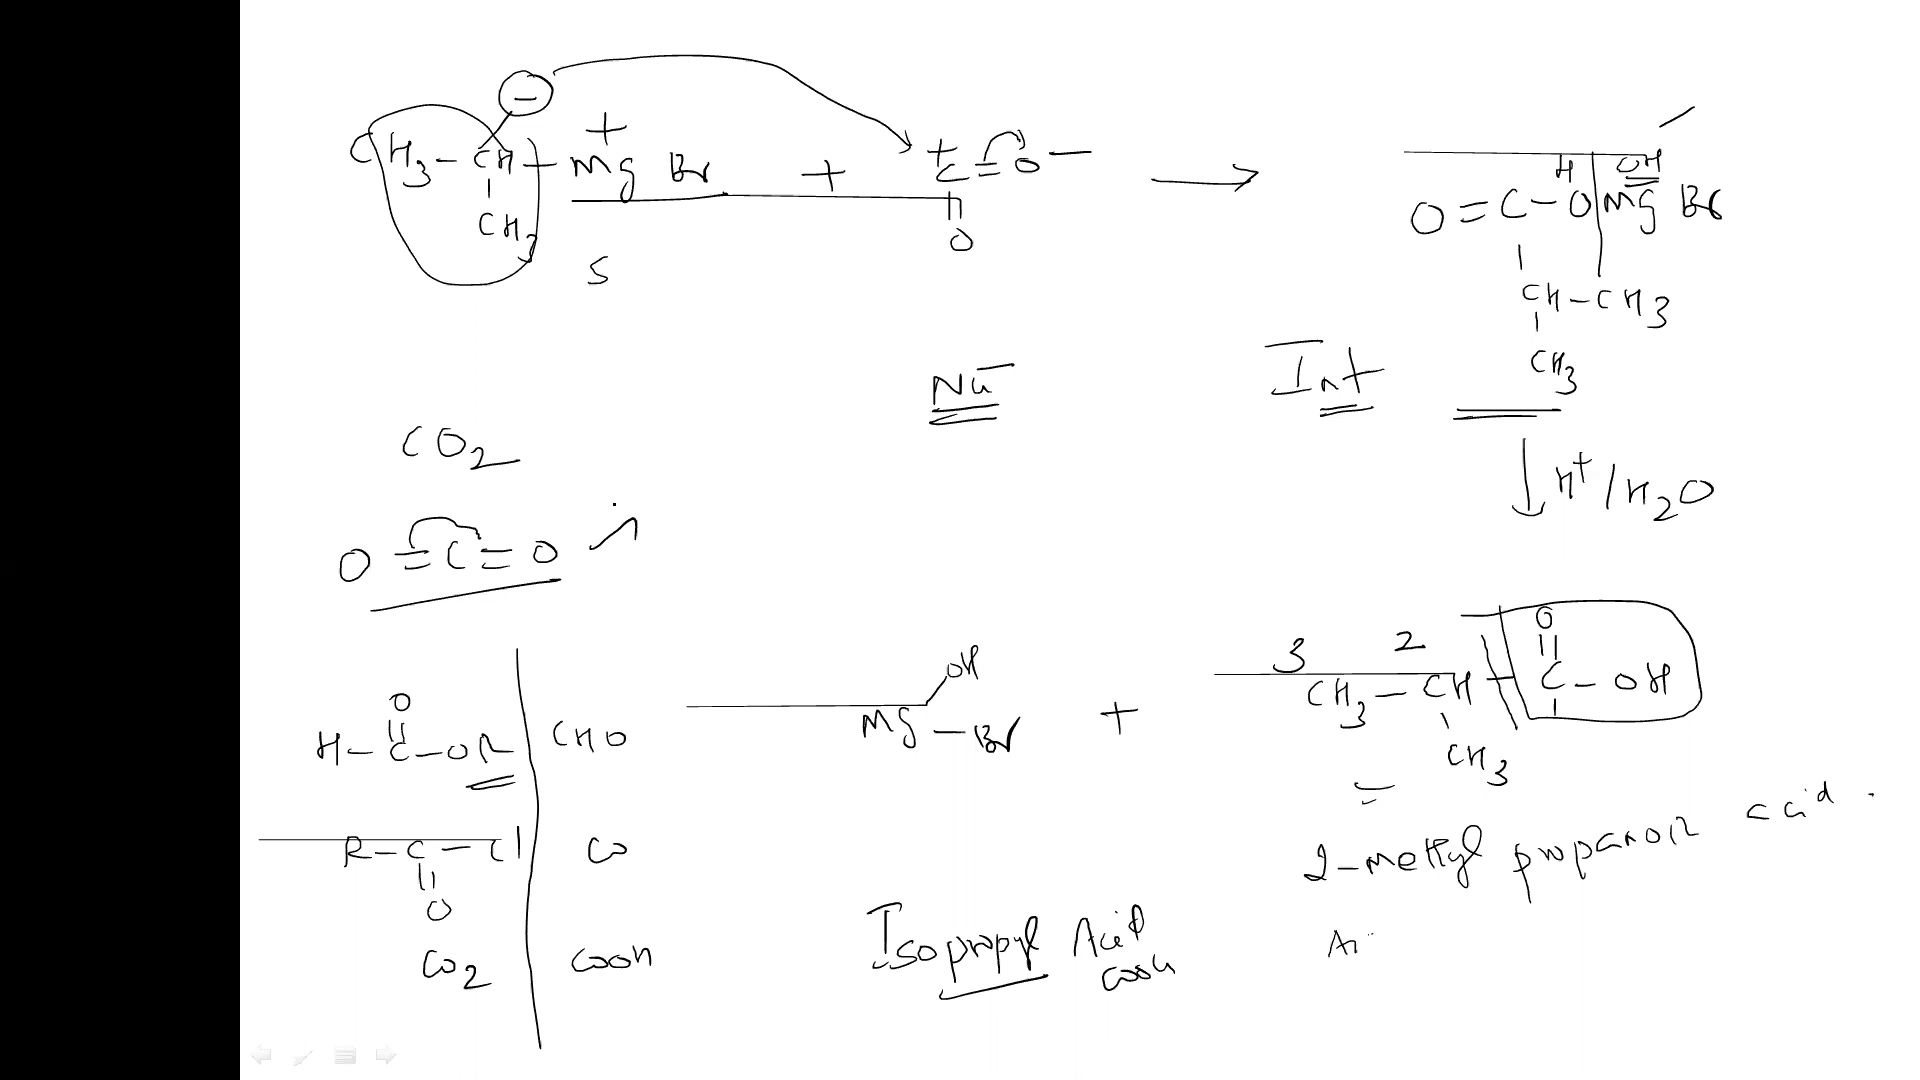 CH3 - CH - Mg Br + C = O → O = C - O Mg Br
CH3
O
H OH
S
CH - CH3
CH3
Nu⁻
Int
CO2
H⁺ / H2O
O = C = O
3 2
O
CH3 - CH - C - OH
CH3
OH
Mg - Br +
O
H - C - OR
CHO
R - C - Cl
O
CO
CO2
COOH
2-methyl propanoic acid.
Isopropyl Acid
COOH